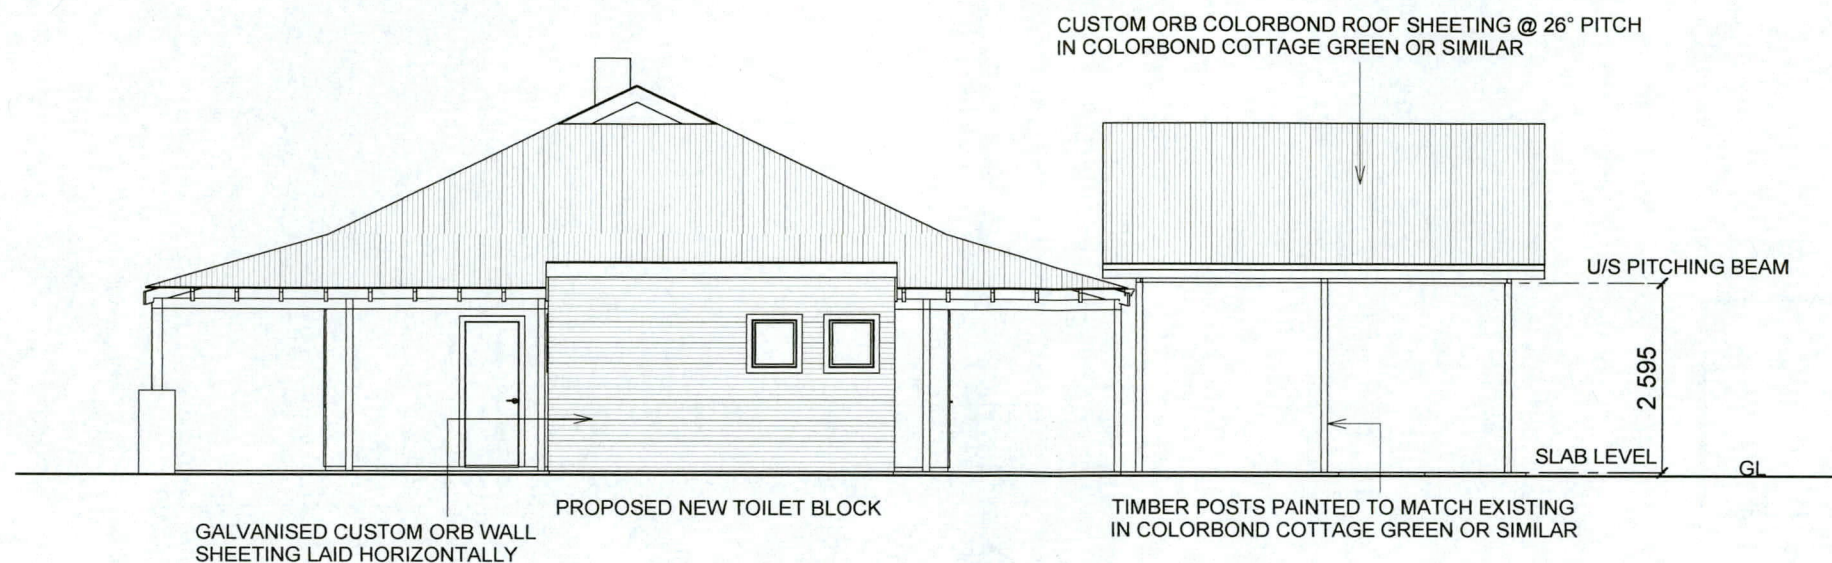 CUSTOM ORB COLORBOND ROOF SHEETING @ 26° PITCH
IN COLORBOND COTTAGE GREEN OR SIMILAR
U/S PITCHING BEAM
2 595
SLAB LEVEL
GL
PROPOSED NEW TOILET BLOCK
TIMBER POSTS PAINTED TO MATCH EXISTING
IN COLORBOND COTTAGE GREEN OR SIMILAR
GALVANISED CUSTOM ORB WALL
SHEETING LAID HORIZONTALLY